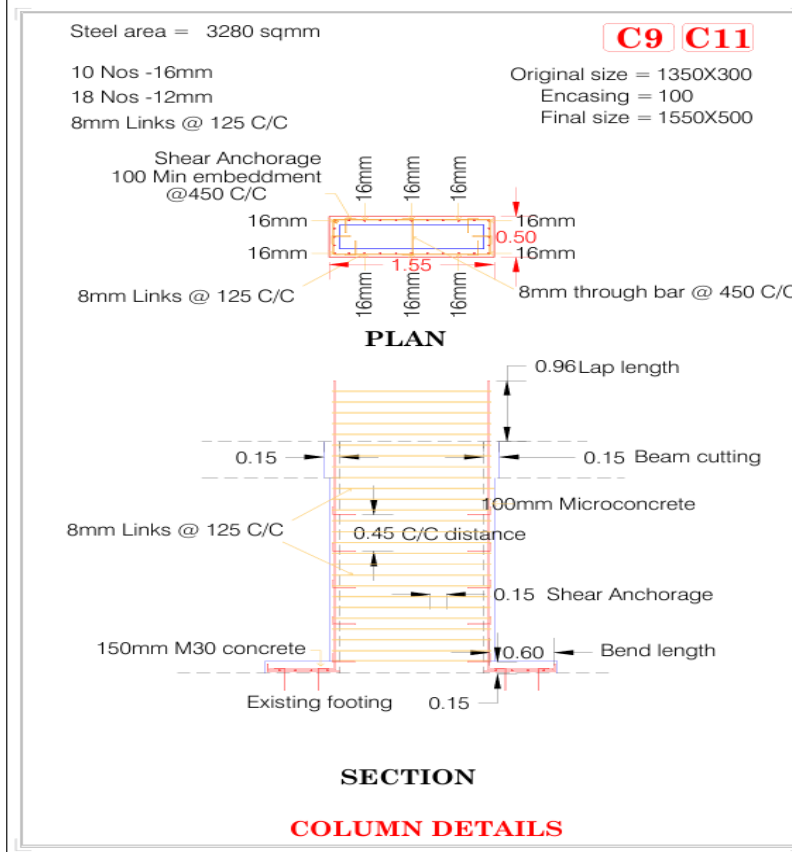 Steel area = 3280 sqmm
C9 C11
10 Nos -16mm
18 Nos -12mm
8mm Links @ 125 C/C
Original size = 1350X300
Encasing = 100
Final size = 1550X500
Shear Anchorage
100 Min embeddment
@450 C/C
16mm 16mm 16mm
16mm 16mm
0.50
16mm 16mm
1.55
8mm Links @ 125 C/C
16mm 16mm 16mm
8mm through bar @ 450 C/C
PLAN
0.96 Lap length
0.15 0.15 Beam cutting
100mm Microconcrete
8mm Links @ 125 C/C
0.45 C/C distance
0.15 Shear Anchorage
150mm M30 concrete
0.60 Bend length
Existing footing 0.15
SECTION
COLUMN DETAILS